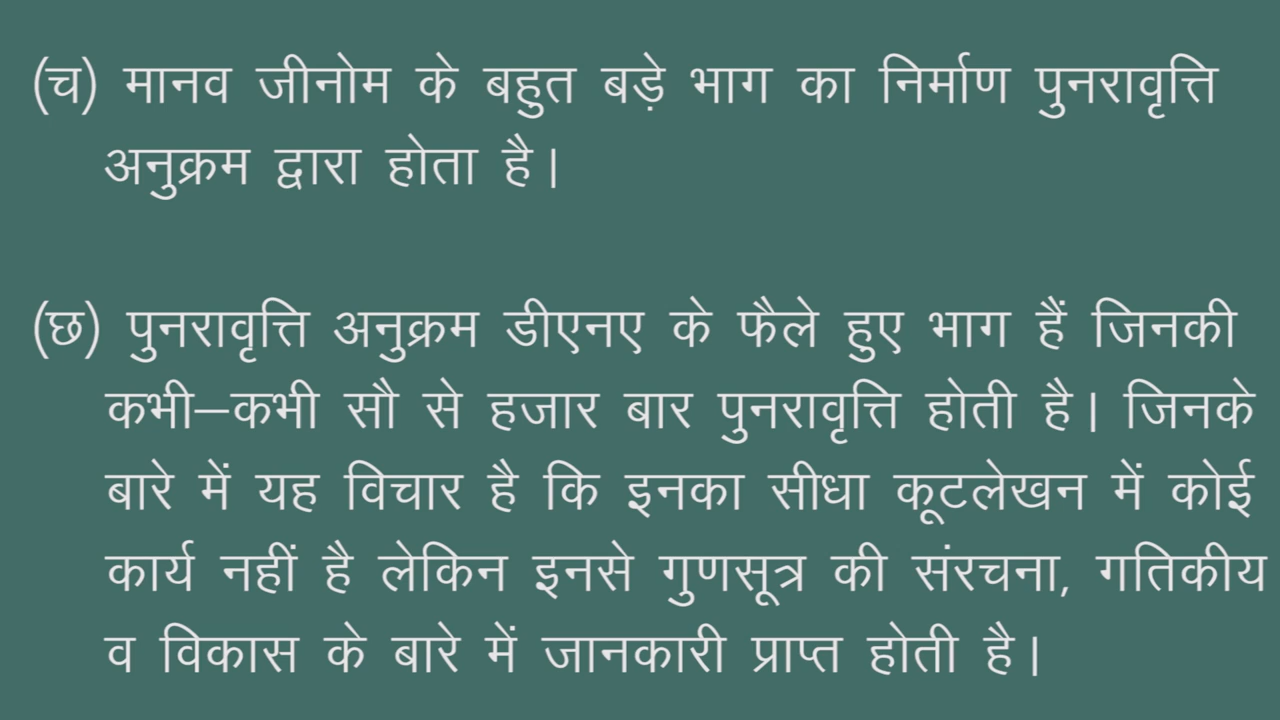 (च) मानव जीनोम के बहुत बड़े भाग का निर्माण पुनरावृत्ति
अनुक्रम द्वारा होता है।
(छ) पुनरावृत्ति अनुक्रम डीएनए के फैले हुए भाग हैं जिनकी
कभी–कभी सौ से हजार बार पुनरावृत्ति होती है। जिनके
बारे में यह विचार है कि इनका सीधा कूटलेखन में कोई
कार्य नहीं है लेकिन इनसे गुणसूत्र की संरचना, गतिकीय
व विकास के बारे में जानकारी प्राप्त होती है।